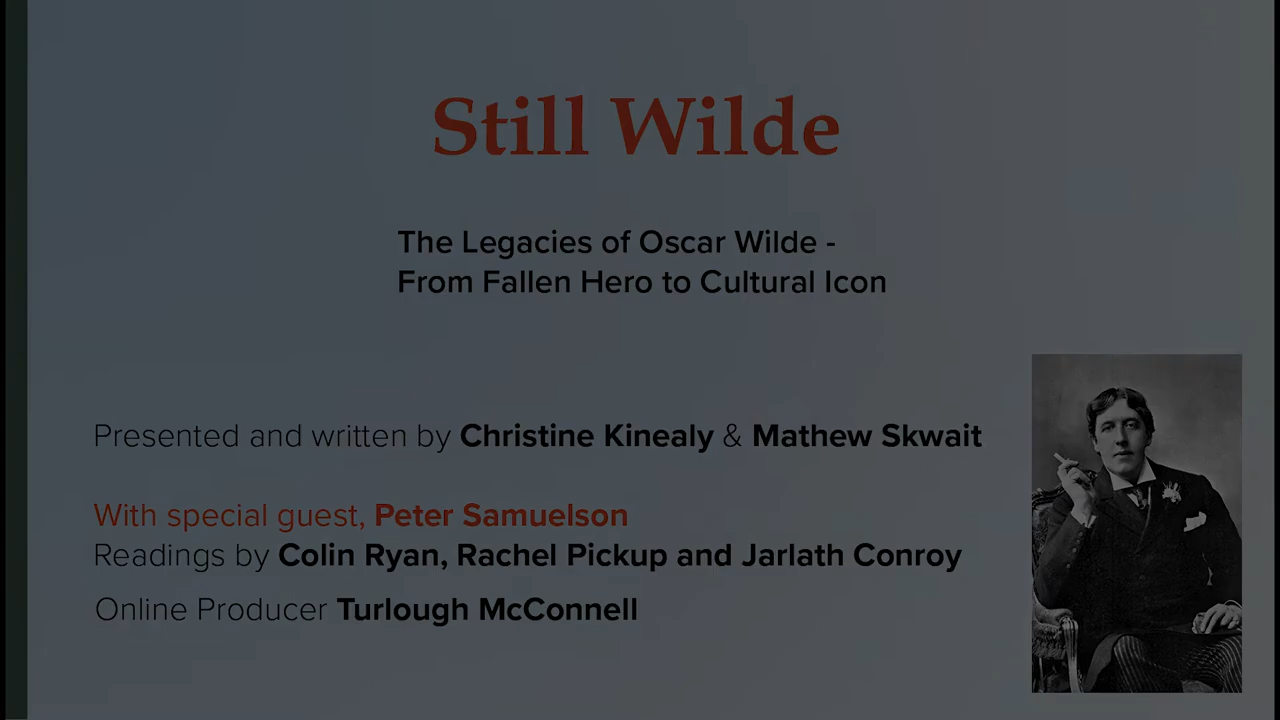 Still Wilde
The Legacies of Oscar Wilde -
From Fallen Hero to Cultural Icon
Presented and written by Christine Kinealy & Mathew Skwait
With special guest, Peter Samuelson
Readings by Colin Ryan, Rachel Pickup and Jarlath Conroy
Online Producer Turlough McConnell